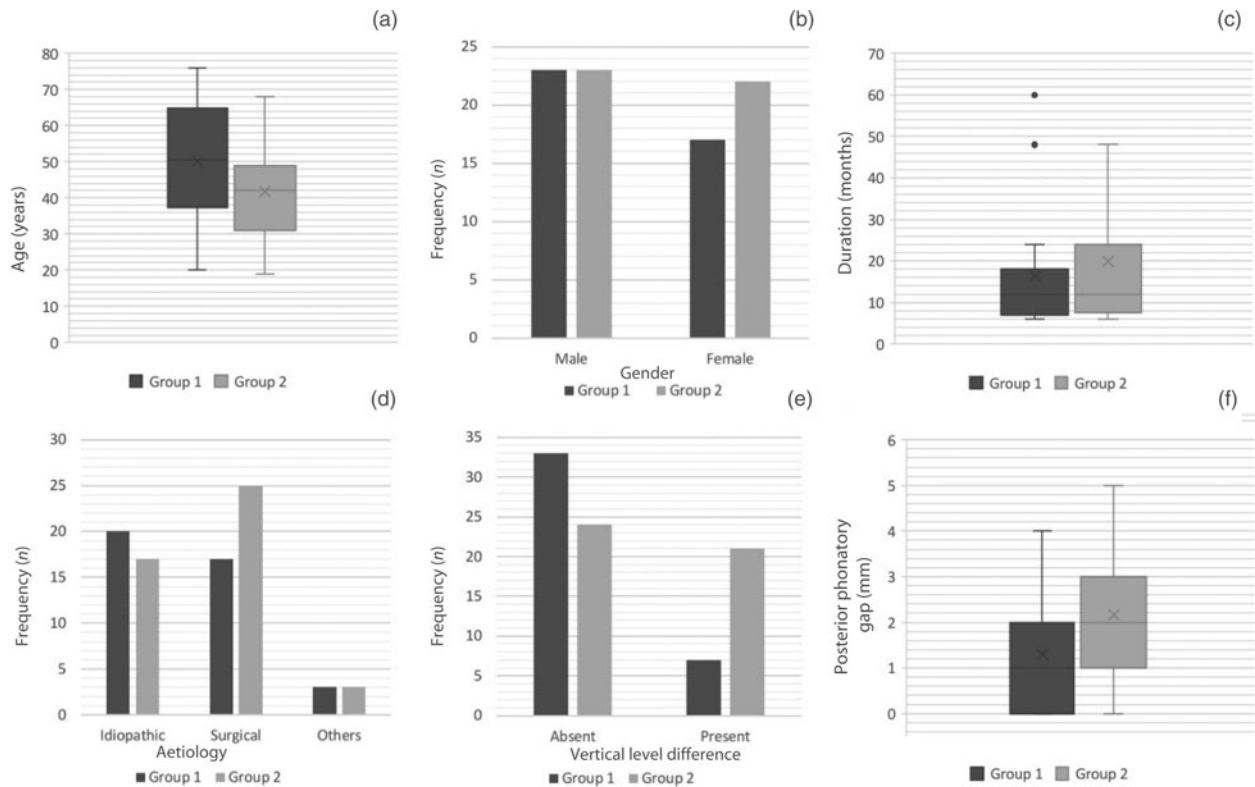 (a)
80
70
60
50
40
30
20
10
0
Age (years)
Group 1 Group 2
(b)
25
20
15
10
5
0
Frequency (n)
Male Female
Gender
Group 1 Group 2
(c)
70
60
50
40
30
20
10
0
Duration (months)
Group 1 Group 2
(d)
30
25
20
15
10
5
0
Frequency (n)
Idiopathic Surgical Others
Aetiology
Group 1 Group 2
(e)
35
30
25
20
15
10
5
0
Frequency (n)
Absent Present
Vertical level difference
Group 1 Group 2
(f)
6
5
4
3
2
1
0
Posterior phonatory
gap (mm)
Group 1 Group 2